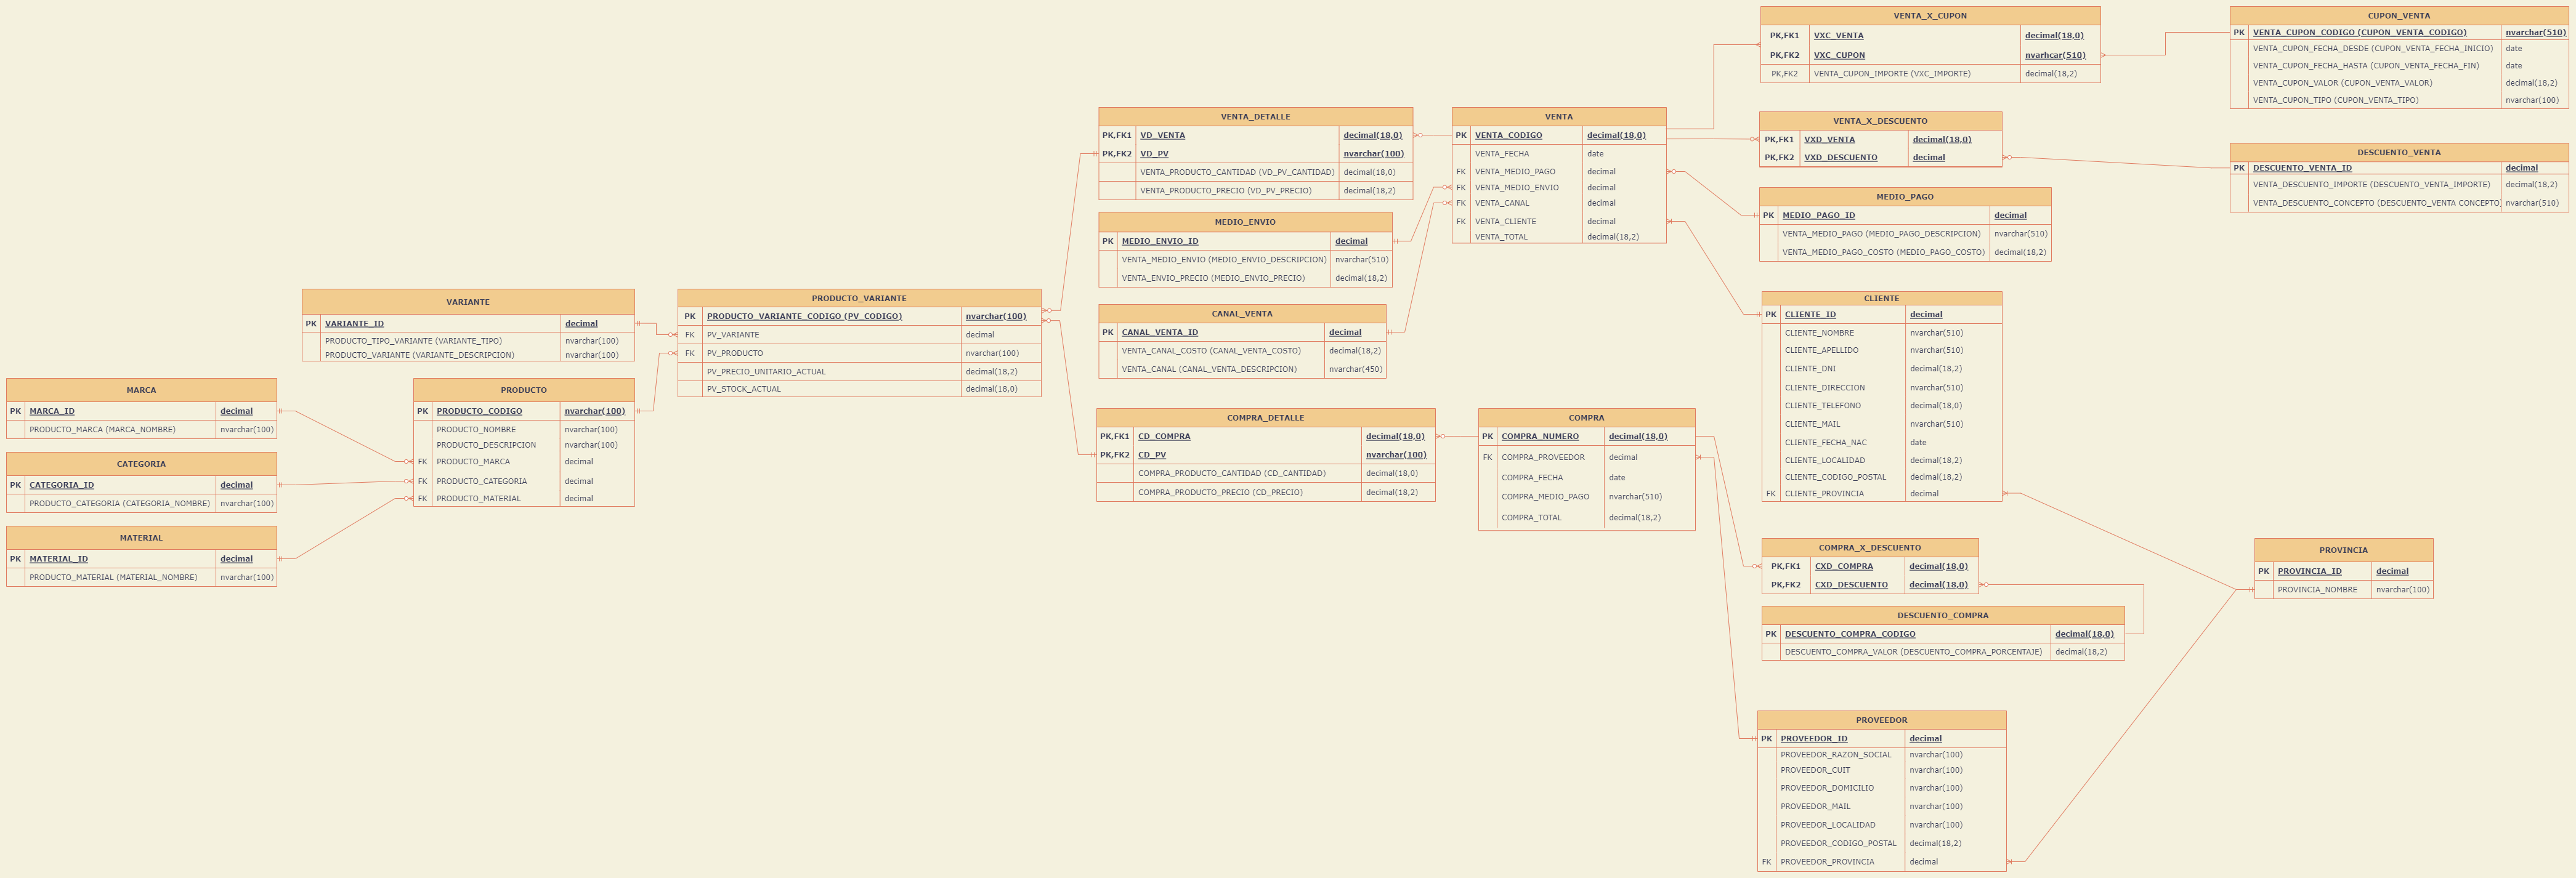 VENTA_X_CUPON
PK,FK1 VXC_VENTA decimal(18,0)
PK,FK2 VXC_CUPON nvarhcar(510)
PK,FK2 VENTA_CUPON_IMPORTE (VXC_IMPORTE) decimal(18,2)
CUPON_VENTA
PK VENTA_CUPON_CODIGO (CUPON_VENTA_CODIGO) nvarchar(510)
VENTA_CUPON_FECHA_DESDE (CUPON_VENTA_FECHA_INICIO) date
VENTA_CUPON_FECHA_HASTA (CUPON_VENTA_FECHA_FIN) date
VENTA_CUPON_VALOR (CUPON_VENTA_VALOR) decimal(18,2)
VENTA_CUPON_TIPO (CUPON_VENTA_TIPO) nvarchar(100)
VENTA_DETALLE
PK,FK1 VD_VENTA decimal(18,0)
PK,FK2 VD_PV nvarchar(100)
VENTA_PRODUCTO_CANTIDAD (VD_PV_CANTIDAD) decimal(18,0)
VENTA_PRODUCTO_PRECIO (VD_PV_PRECIO) decimal(18,2)
VENTA
PK VENTA_CODIGO decimal(18,0)
VENTA_FECHA date
FK VENTA_MEDIO_PAGO decimal
FK VENTA_MEDIO_ENVIO decimal
FK VENTA_CANAL decimal
FK VENTA_CLIENTE decimal
VENTA_TOTAL decimal(18,2)
VENTA_X_DESCUENTO
PK,FK1 VXD_VENTA decimal(18,0)
PK,FK2 VXD_DESCUENTO decimal
DESCUENTO_VENTA
PK DESCUENTO_VENTA_ID decimal
VENTA_DESCUENTO_IMPORTE (DESCUENTO_VENTA_IMPORTE) decimal(18,2)
VENTA_DESCUENTO_CONCEPTO (DESCUENTO_VENTA CONCEPTO) nvarchar(510)
MEDIO_PAGO
PK MEDIO_PAGO_ID decimal
VENTA_MEDIO_PAGO (MEDIO_PAGO_DESCRIPCION) nvarchar(510)
VENTA_MEDIO_PAGO_COSTO (MEDIO_PAGO_COSTO) decimal(18,2)
MEDIO_ENVIO
PK MEDIO_ENVIO_ID decimal
VENTA_MEDIO_ENVIO (MEDIO_ENVIO_DESCRIPCION) nvarchar(510)
VENTA_ENVIO_PRECIO (MEDIO_ENVIO_PRECIO) decimal(18,2)
VARIANTE
PK VARIANTE_ID decimal
PRODUCTO_TIPO_VARIANTE (VARIANTE_TIPO) nvarchar(100)
PRODUCTO_VARIANTE (VARIANTE_DESCRIPCION) nvarchar(100)
PRODUCTO_VARIANTE
PK PRODUCTO_VARIANTE_CODIGO (PV_CODIGO) nvarchar(100)
FK PV_VARIANTE decimal
FK PV_PRODUCTO nvarchar(100)
PV_PRECIO_UNITARIO_ACTUAL decimal(18,2)
PV_STOCK_ACTUAL decimal(18,0)
CANAL_VENTA
PK CANAL_VENTA_ID decimal
VENTA_CANAL_COSTO (CANAL_VENTA_COSTO) decimal(18,2)
VENTA_CANAL (CANAL_VENTA_DESCRIPCION) nvarchar(450)
CLIENTE
PK CLIENTE_ID decimal
CLIENTE_NOMBRE nvarchar(510)
CLIENTE_APELLIDO nvarchar(510)
CLIENTE_DNI decimal(18,2)
CLIENTE_DIRECCION nvarchar(510)
CLIENTE_TELEFONO decimal(18,0)
CLIENTE_MAIL nvarchar(510)
CLIENTE_FECHA_NAC date
CLIENTE_LOCALIDAD decimal(18,2)
CLIENTE_CODIGO_POSTAL decimal(18,2)
FK CLIENTE_PROVINCIA decimal
MARCA
PK MARCA_ID decimal
PRODUCTO_MARCA (MARCA_NOMBRE) nvarchar(100)
PRODUCTO
PK PRODUCTO_CODIGO nvarchar(100)
PRODUCTO_NOMBRE nvarchar(100)
PRODUCTO_DESCRIPCION nvarchar(100)
FK PRODUCTO_MARCA decimal
FK PRODUCTO_CATEGORIA decimal
FK PRODUCTO_MATERIAL decimal
CATEGORIA
PK CATEGORIA_ID decimal
PRODUCTO_CATEGORIA (CATEGORIA_NOMBRE) nvarchar(100)
MATERIAL
PK MATERIAL_ID decimal
PRODUCTO_MATERIAL (MATERIAL_NOMBRE) nvarchar(100)
COMPRA_DETALLE
PK,FK1 CD_COMPRA decimal(18,0)
PK,FK2 CD_PV nvarchar(100)
COMPRA_PRODUCTO_CANTIDAD (CD_CANTIDAD) decimal(18,0)
COMPRA_PRODUCTO_PRECIO (CD_PRECIO) decimal(18,2)
COMPRA
PK COMPRA_NUMERO decimal(18,0)
FK COMPRA_PROVEEDOR decimal
COMPRA_FECHA date
COMPRA_MEDIO_PAGO nvarchar(510)
COMPRA_TOTAL decimal(18,2)
COMPRA_X_DESCUENTO
PK,FK1 CXD_COMPRA decimal(18,0)
PK,FK2 CXD_DESCUENTO decimal(18,0)
PROVINCIA
PK PROVINCIA_ID decimal
PROVINCIA_NOMBRE nvarchar(100)
DESCUENTO_COMPRA
PK DESCUENTO_COMPRA_CODIGO decimal(18,0)
DESCUENTO_COMPRA_VALOR (DESCUENTO_COMPRA_PORCENTAJE) decimal(18,2)
PROVEEDOR
PK PROVEEDOR_ID decimal
PROVEEDOR_RAZON_SOCIAL nvarchar(100)
PROVEEDOR_CUIT nvarchar(100)
PROVEEDOR_DOMICILIO nvarchar(100)
PROVEEDOR_MAIL nvarchar(100)
PROVEEDOR_LOCALIDAD nvarchar(100)
PROVEEDOR_CODIGO_POSTAL decimal(18,2)
FK PROVEEDOR_PROVINCIA decimal